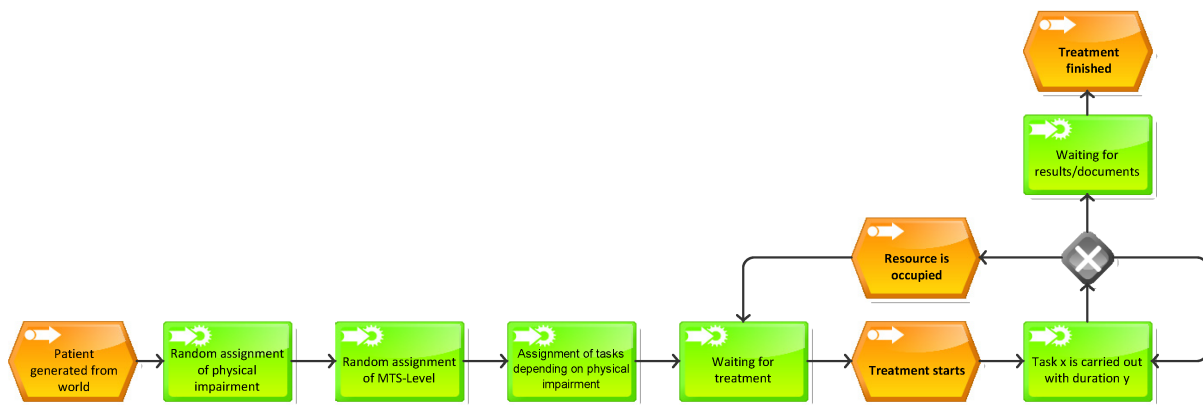 Treatment
finished
Waiting for
results/documents
Resource is
occupied
Patient
generated from
world
Random assignment
of physical
impairment
Random assignment
of MTS-Level
Assignment of tasks
depending on physical
impairment
Waiting for
treatment
Treatment starts
Task x is carried out
with duration y